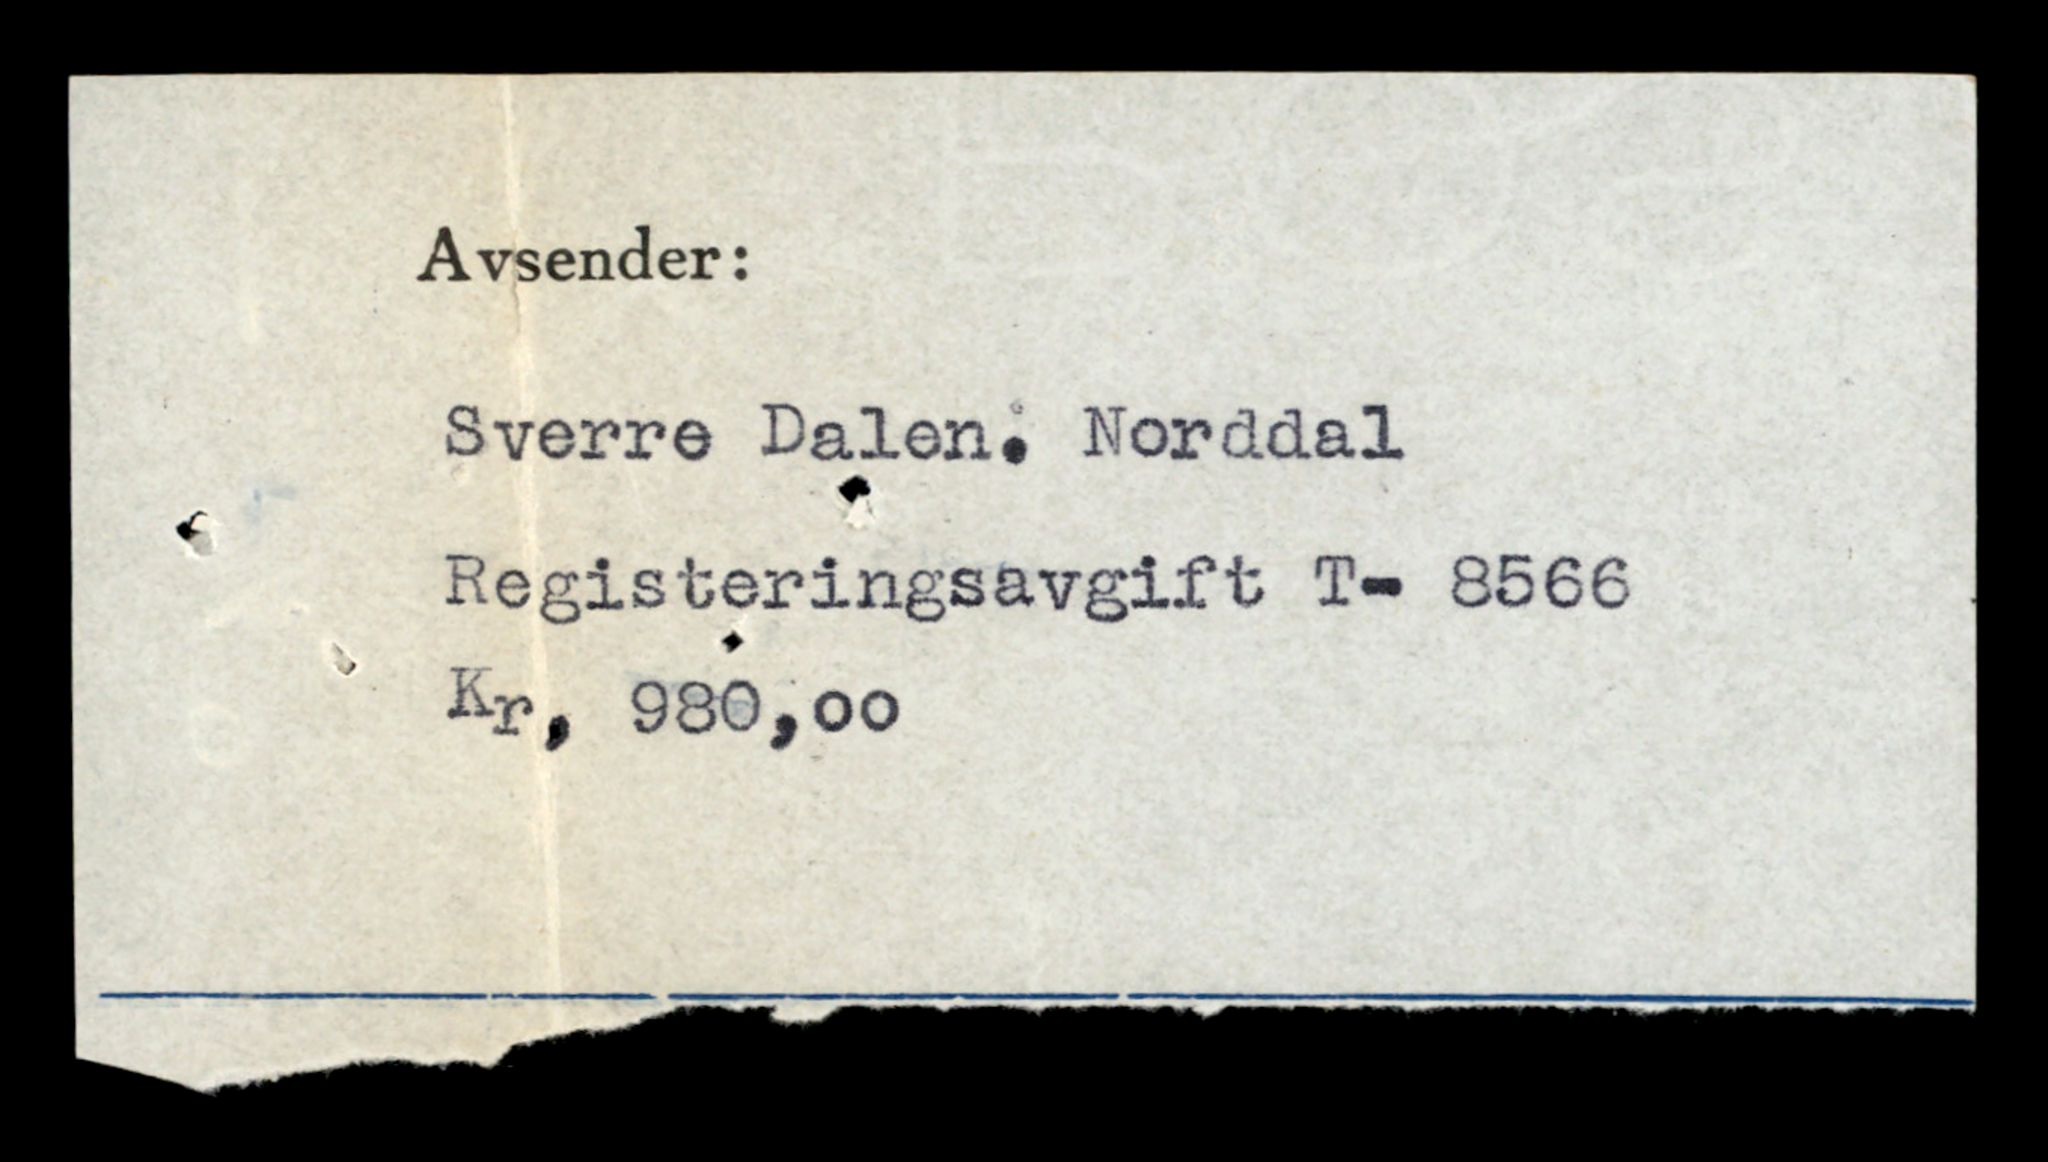 Avsender:
Sverre Dalen. Norddal
Registeringsavgift T- 8566
Kr, 980,oo